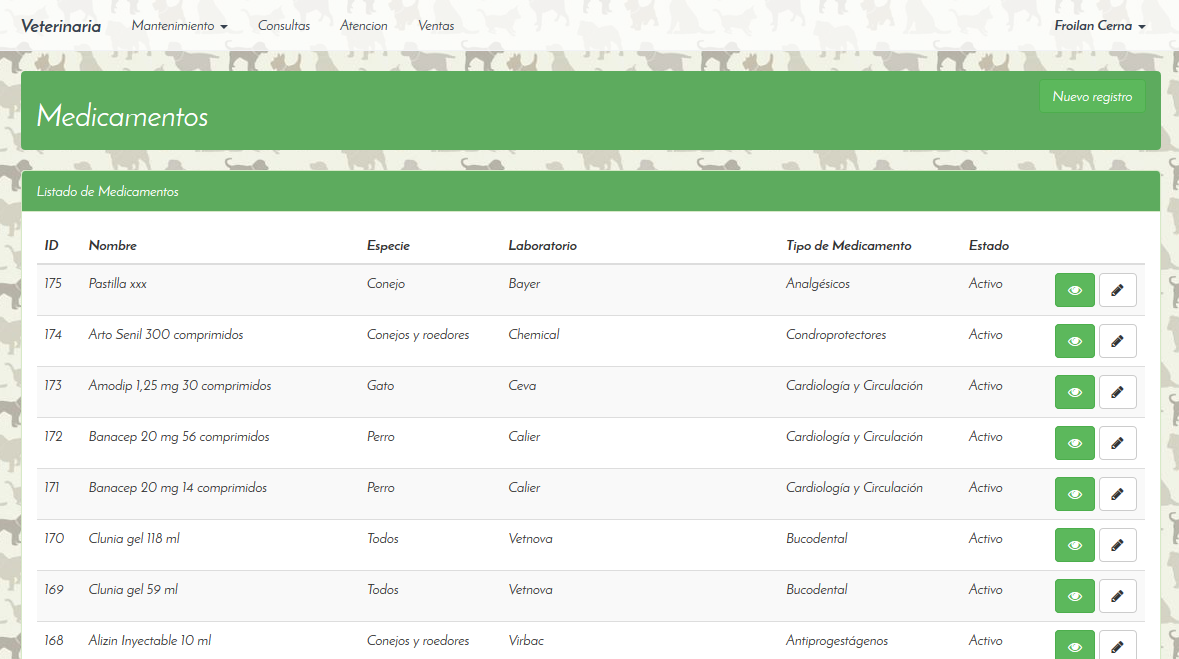 Veterinaria Mantenimiento Consultas Atencion Ventas Froilan Cerna
Nuevo registro
Medicamentos
Listado de Medicamentos
ID Nombre Especie Laboratorio Tipo de Medicamento Estado
175 Pastilla xxx Conejo Bayer Analgésicos Activo
174 Arto Senil 300 comprimidos Conejos y roedores Chemical Condroprotectores Activo
173 Amodip 1,25 mg 30 comprimidos Gato Ceva Cardiología y Circulación Activo
172 Banacep 20 mg 56 comprimidos Perro Calier Cardiología y Circulación Activo
171 Banacep 20 mg 14 comprimidos Perro Calier Cardiología y Circulación Activo
170 Clunia gel 118 ml Todos Vetnova Bucodental Activo
169 Clunia gel 59 ml Todos Vetnova Bucodental Activo
168 Alizin Inyectable 10 ml Conejos y roedores Virbac Antiprogestágenos Activo